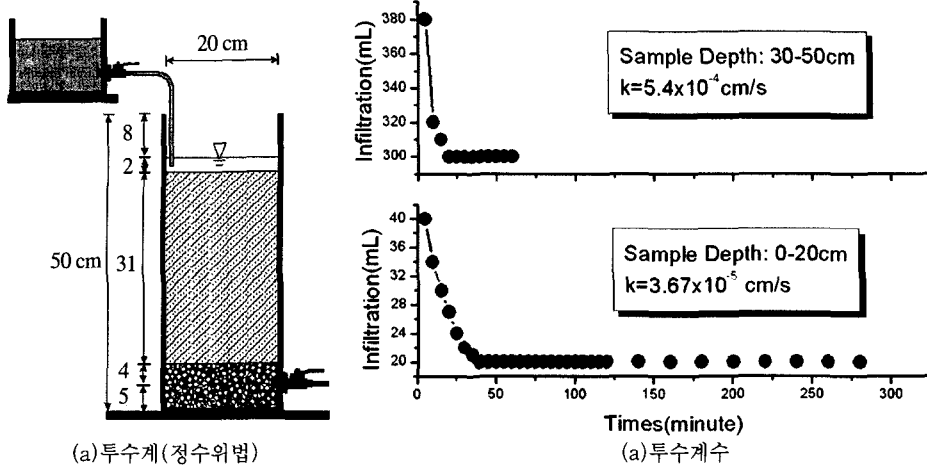 20 cm
8
2
50 cm
31
4
5
(a)투수계(정수위법)
Infiltration(mL)
380
360
340
320
300
Sample Depth: 30-50cm
k=5.4x10⁻⁴cm/s
Infiltration(mL)
40
36
32
28
24
20
Sample Depth: 0-20cm
k=3.67x10⁻⁵ cm/s
0 50 100 150 200 250 300
Times(minute)
(a)투수계수